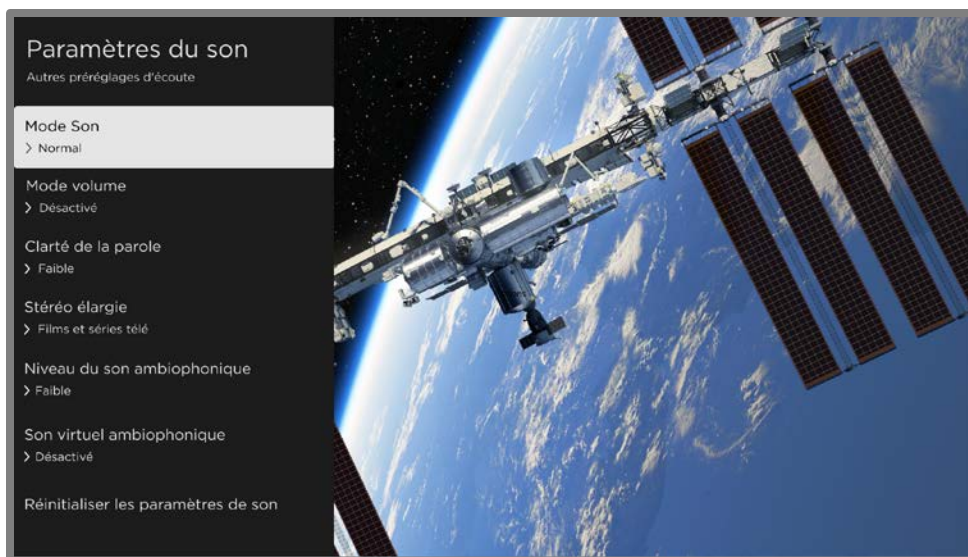 Paramètres du son
Autres préréglages d'écoute
Mode Son
> Normal
Mode volume
> Désactivé
Clarté de la parole
> Faible
Stéréo élargie
> Films et séries télé
Niveau du son ambiophonique
> Faible
Son virtuel ambiophonique
> Désactivé
Réinitialiser les paramètres de son